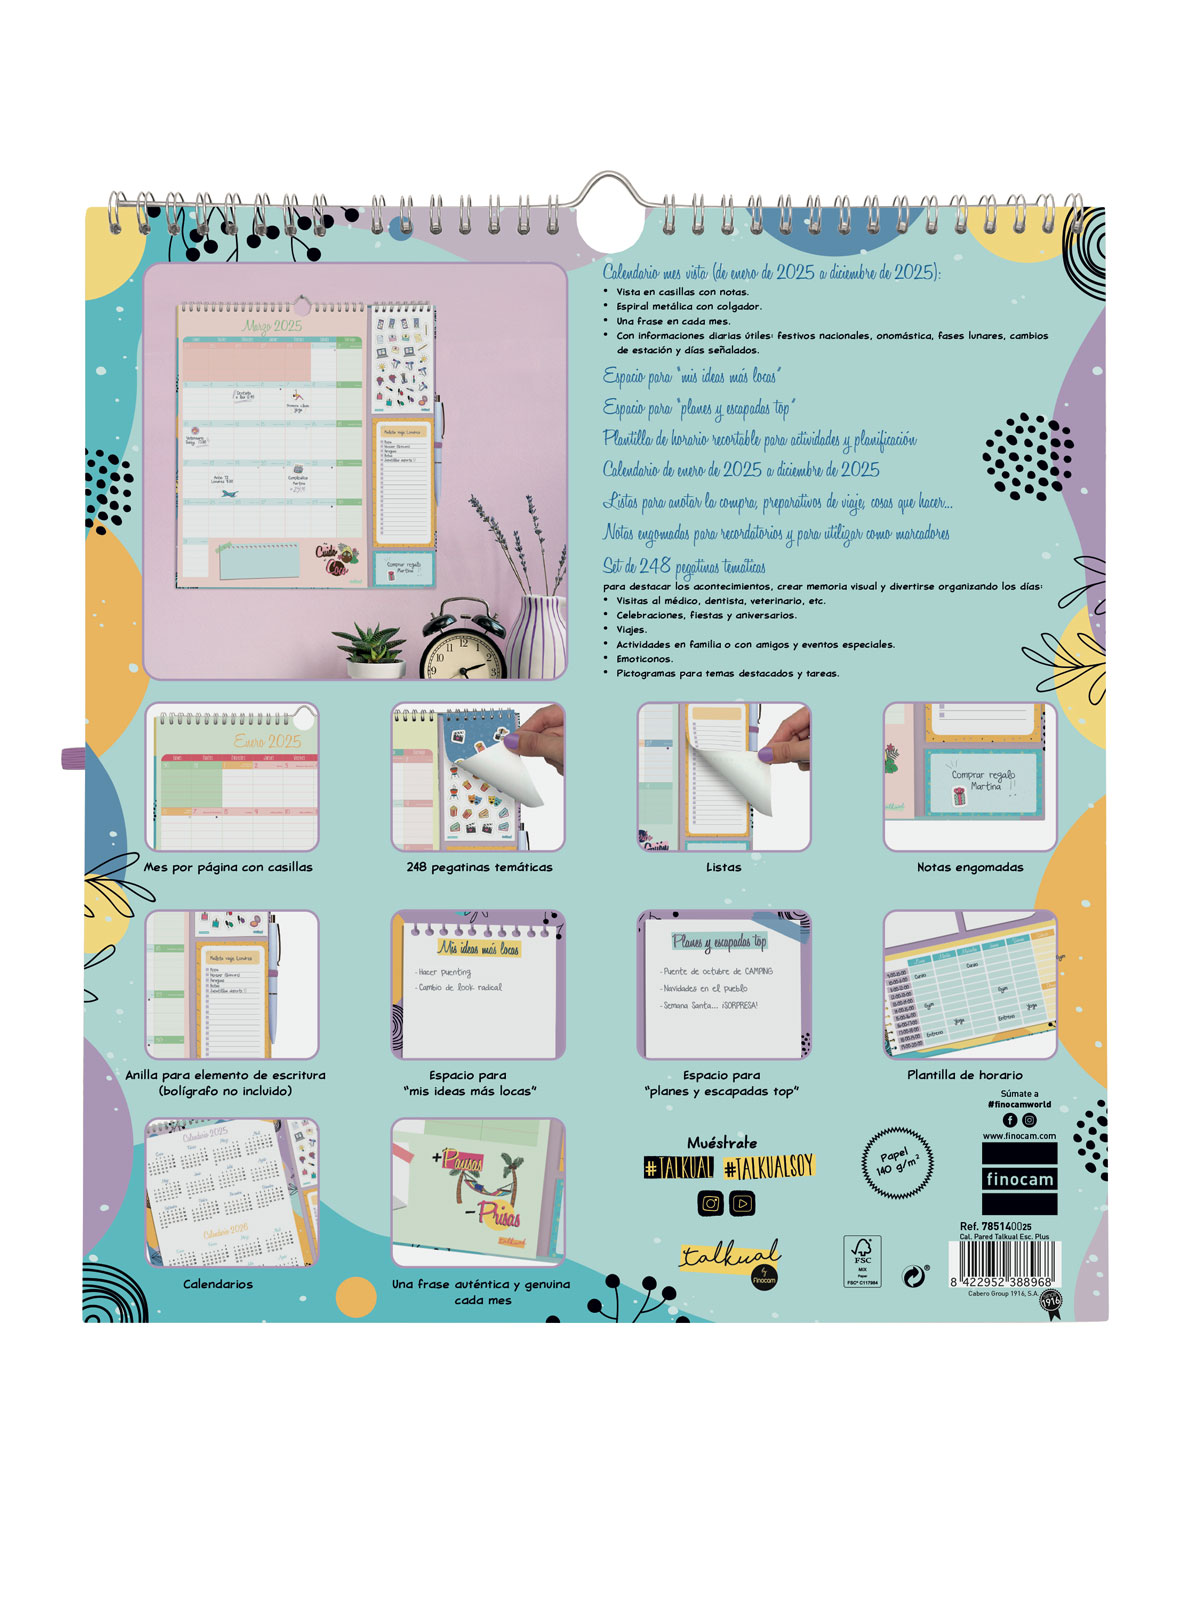 Calendario mes vista (de enero de 2025 a diciembre de 2025):
• Vista en casillas con notas.
• Espiral metálica con colgador.
• Una frase en cada mes.
• Con informaciones diarias útiles: festivos nacionales, onomástica, fases lunares, cambios
de estación y días señalados.
Espacio para "mis ideas más locas"
Espacio para "planes y escapadas top"
Plantilla de horario recortable para actividades y planificación
Calendario de enero de 2025 a diciembre de 2025
Listas para anotar la compra, preparativos de viaje, cosas que hacer...
Notas engomadas para recordatorios y para utilizar como marcadores
Set de 248 pegatinas temáticas
para destacar los acontecimientos, crear memoria visual y divertirse organizando los días:
• Visitas al médico, dentista, veterinario, etc.
• Celebraciones, fiestas y aniversarios.
• Viajes.
• Actividades en familia o con amigos y eventos especiales.
• Emoticonos.
• Pictogramas para temas destacados y tareas.
Marzo 2025
Comprar regalo
Martina
Enero 2025
Mes por página con casillas
248 pegatinas temáticas
Listas
Comprar regalo
Martina
Notas engomadas
Anilla para elemento de escritura
(bolígrafo no incluido)
Mis ideas más locas
- Hacer puenting
- Cambio de look radical
Espacio para
"mis ideas más locas"
Planes y escapadas top
- Puente de octubre de CAMPING
- Navidades en el pueblo
- Semana Santa... ¡SORPRESA!
Espacio para
"planes y escapadas top"
Plantilla de horario
Calendario 2025
Calendario 2026
Calendarios
+ Pausas
- Prisas
talkual
Una frase auténtica y genuina
cada mes
Muéstrate
#TALKUAL #TALKUALSOY
talkual
by
Finocam
Papel
140 g/m²
FSC
MIX
Paper
FSC® C117984
®
Súmate a
#finocamworld
www.finocam.com
finocam
Ref. 785140025
Cal. Pared Talkual Esc. Plus
8 422952 388968
Cabero Group 1916, S.A.
1916